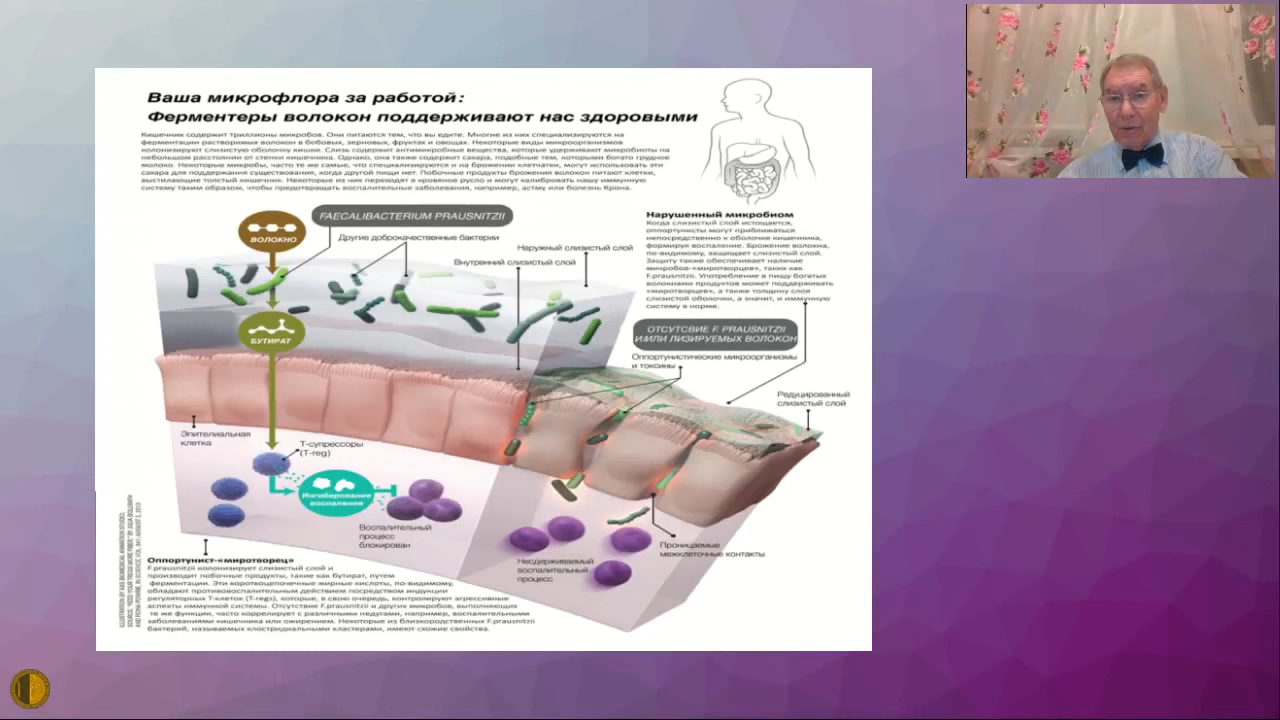 Ваша микрофлора за работой:
Ферментеры волокон поддерживают нас здоровыми
Кишечник содержит триллионы микробов. Они питаются тем, что вы едите. Многие из них специализируются на
ферментации растворимых волокон в бобовых, зерновых, фруктах и овощах. Некоторые виды микроорганизмов
колонизируют слизистую оболочку кишки. Слизь содержит антимикробные вещества, которые удерживают микробиоты на
небольшом расстоянии от стенки кишечника. Однако, она также содержит сахара, подобные тем, которыми богато грудное
молоко. Некоторые микробы, часто те же самые, что специализируются и на брожении клетчатки, могут использовать эти
сахара для поддержания существования, когда другой пищи нет. Побочные продукты брожения волокон питают клетки,
выстилающие толстый кишечник. Некоторые из них переходят в кровяное русло и могут калибровать нашу иммунную
систему таким образом, чтобы предотвращать воспалительные заболевания, например, астму или болезнь Крона.
FAECALIBACTERIUM PRAUSNITZII
ВОЛОКНО
Другие доброкачественные бактерии
Наружный слизистый слой
Внутренний слизистый слой
Нарушенный микробиом
Когда слизистый слой истощается,
оппортунисты могут приближаться
непосредственно к оболочке кишечника,
формируя воспаление. Брожение волокна,
по-видимому, защищает слизистый слой.
Защиту также обеспечивает наличие
микробов-«миротворцев», таких как
F.prausnitzii. Употребление в пищу богатых
волокнами продуктов может поддерживать
«миротворцев», а также толщину слоя
слизистой оболочки, а значит, и иммунную
систему в норме.
БУТИРАТ
ОТСУТСВИЕ F. PRAUSNITZII
И/ИЛИ ЛИЗИРУЕМЫХ ВОЛОКОН
Оппортунистические микроорганизмы
и токсины
Редуцированный
слизистый слой
Эпителиальная
клетка
Т-супрессоры
(T-reg)
Ингибирование
воспаления
Воспалительный
процесс
блокирован
Проницаемые
межклеточные контакты
Несдерживаемый
воспалительный
процесс
Оппортунист-«миротворец»
F.prausnitzii колонизирует слизистый слой и
производит побочные продукты, такие как бутират, путем
ферментации. Эти короткоцепочечные жирные кислоты, по-видимому,
обладают противовоспалительным действием посредством индукции
регуляторных Т-клеток (T-regs), которые, в свою очередь, контролируют агрессивные
аспекты иммунной системы. Отсутствие F.prausnitzii и других микробов, выполняющих
те же функции, часто коррелирует с различными недугами, например, воспалительными
заболеваниями кишечника или ожирением. Некоторые из близкородственных F.prausnitzii
бактерий, называемых клостридиальными кластерами, имеют схожие свойства.